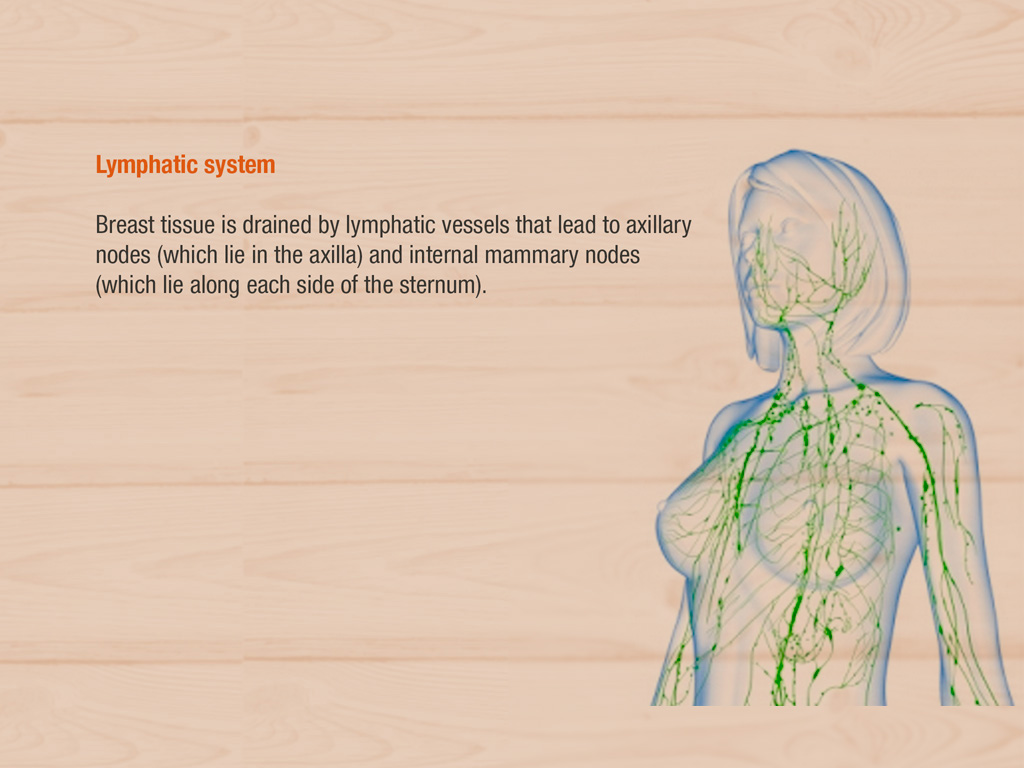 Lymphatic system
Breast tissue is drained by lymphatic vessels that lead to axillary
nodes (which lie in the axilla) and internal mammary nodes
(which lie along each side of the sternum).